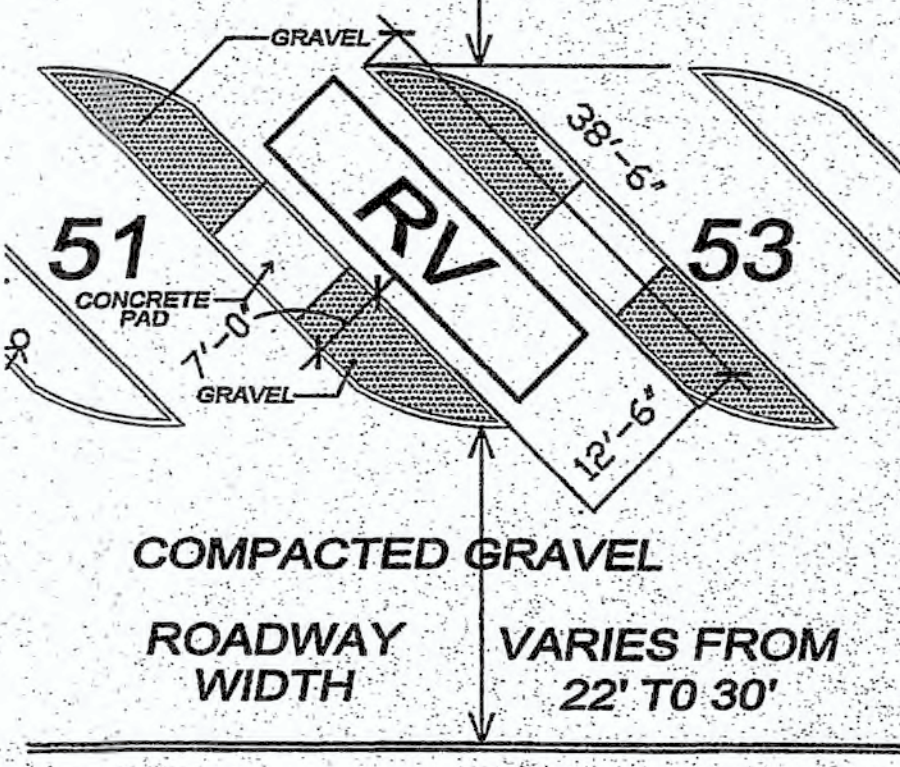 GRAVEL
38'-6"
RV
51
53
CONCRETE
PAD
7'-0"
GRAVEL
12'-6"
COMPACTED GRAVEL
ROADWAY
WIDTH
VARIES FROM
22' T0 30'